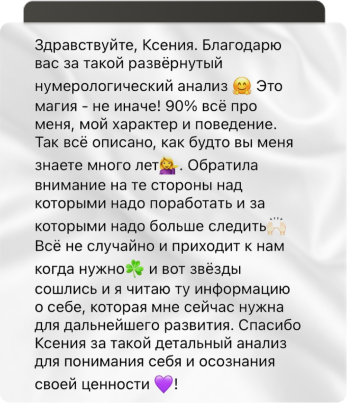 Здравствуйте, Ксения. Благодарю
вас за такой развёрнутый
нумерологический анализ 🤗 Это
магия - не иначе! 90% всё про
меня, мой характер и поведение.
Так всё описано, как будто вы меня
знаете много лет💁‍♀️. Обратила
внимание на те стороны над
которыми надо поработать и за
которыми надо больше следить🙌🏻
Всё не случайно и приходит к нам
когда нужно☘️ и вот звёзды
сошлись и я читаю ту информацию
о себе, которая мне сейчас нужна
для дальнейшего развития. Спасибо
Ксения за такой детальный анализ
для понимания себя и осознания
своей ценности 💜!